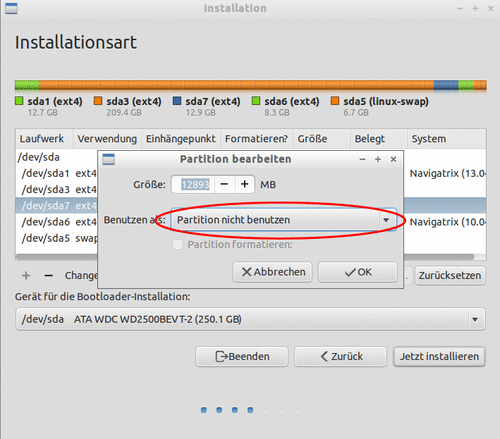 Installation
Installationsart
sda1 (ext4) sda3 (ext4) sda7 (ext4) sda6 (ext4) sda5 (linux-swap)
12.7 GB 209.4 GB 12.9 GB 8.3 GB 6.7 GB
Laufwerk Verwendung Einhängepunkt Formatieren? Größe Belegt System
/dev/sda
/dev/sda1 ext4 Navigatrix (13.04
/dev/sda3 ext4
/dev/sda7 ext4
/dev/sda6 ext4 Navigatrix (10.04
/dev/sda5 swap
Partition bearbeiten
Größe: 12893 − + MB
Benutzen als: Partition nicht benutzen
Partition formatieren:
Abbrechen OK
+ − Change Zurücksetzen
Gerät für die Bootloader-Installation:
/dev/sda ATA WDC WD2500BEVT-2 (250.1 GB)
Beenden Zurück Jetzt installieren